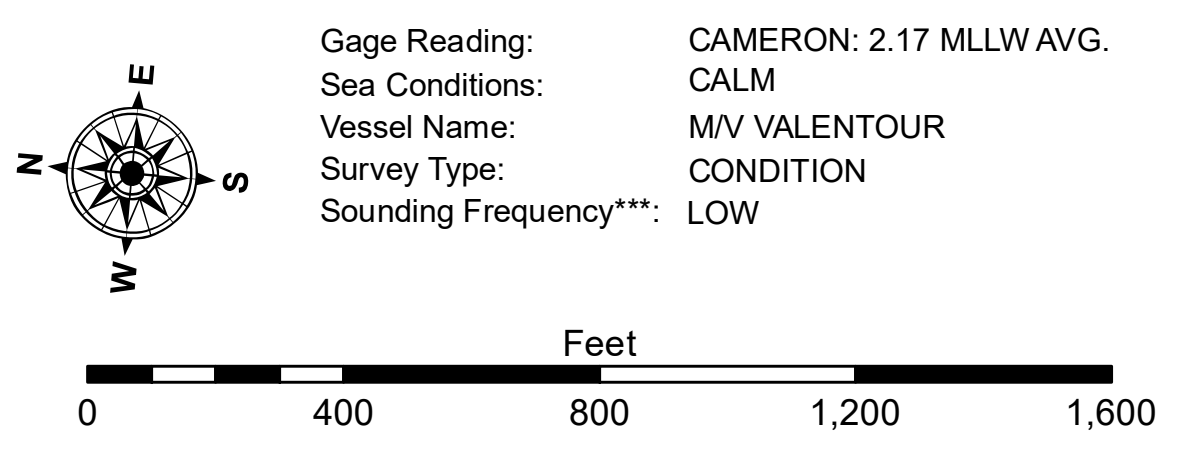 E
N
S
W
Gage Reading: CAMERON: 2.17 MLLW AVG.
Sea Conditions: CALM
Vessel Name: M/V VALENTOUR
Survey Type: CONDITION
Sounding Frequency***: LOW
Feet
0 400 800 1,200 1,600